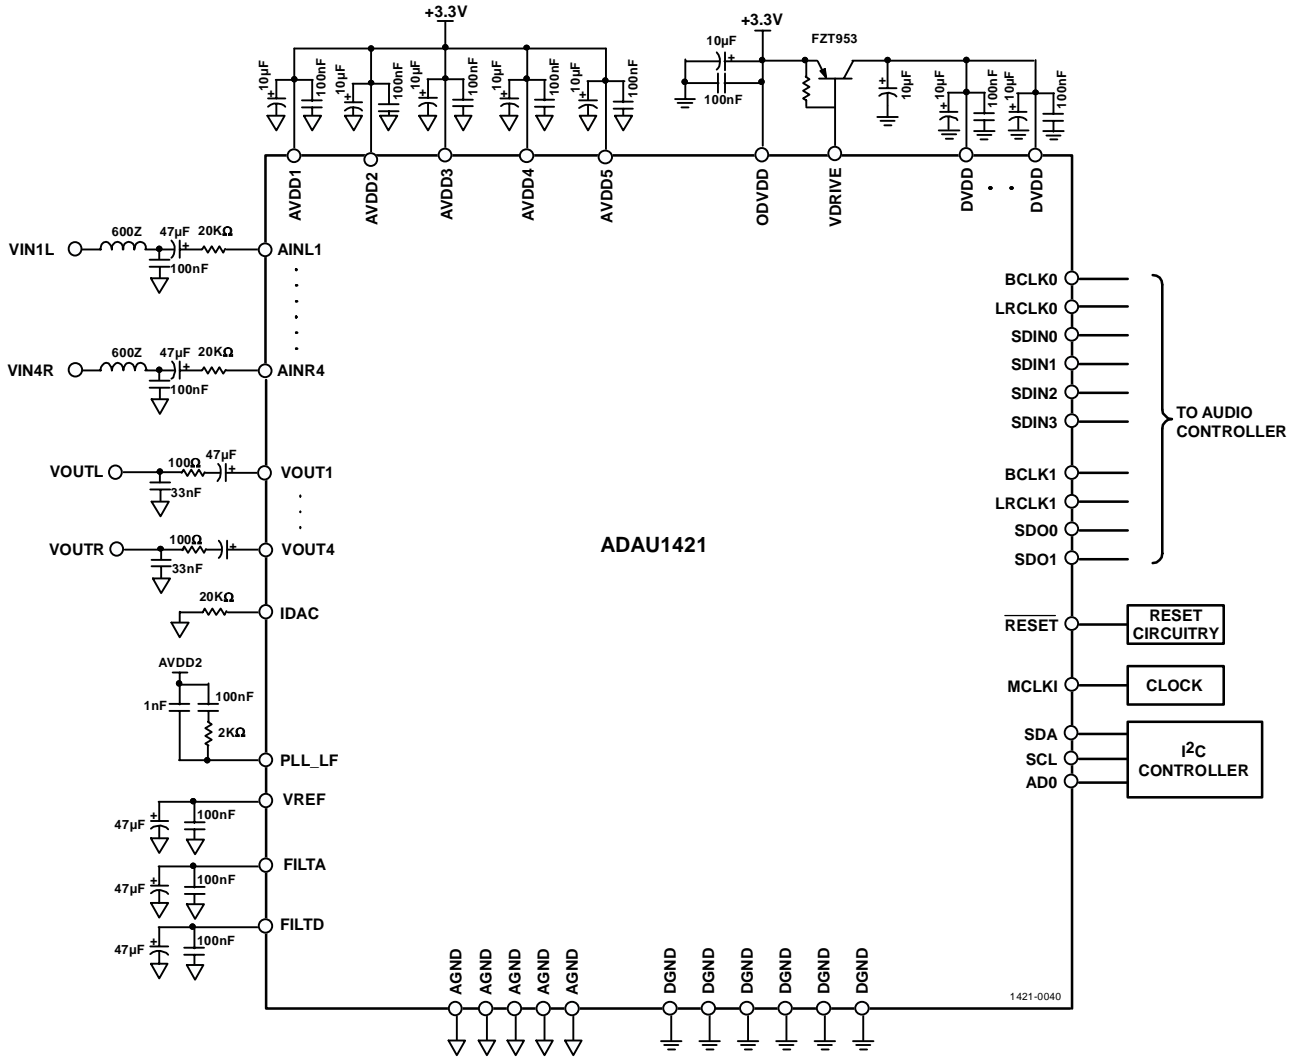 +3.3V
+3.3V
10µF
100nF
10µF
100nF
10µF
100nF
10µF
100nF
10µF
100nF
10µF
100nF
FZT953
10µF
10µF
100nF
10µF
100nF
AVDD1
AVDD2
AVDD3
AVDD4
AVDD5
ODVDD
VDRIVE
DVDD
DVDD
VIN1L
600Z
47µF
20KΩ
100nF
AINL1
VIN4R
600Z
47µF
20KΩ
100nF
AINR4
VOUTL
100Ω
47µF
33nF
VOUT1
VOUTR
100Ω
33nF
VOUT4
20KΩ
IDAC
AVDD2
1nF
100nF
2KΩ
PLL_LF
VREF
47µF
100nF
FILTA
47µF
100nF
FILTD
47µF
100nF
ADAU1421
BCLK0
LRCLK0
SDIN0
SDIN1
SDIN2
SDIN3
BCLK1
LRCLK1
SDO0
SDO1
TO AUDIO
CONTROLLER
RESET
RESET
CIRCUITRY
MCLKI
CLOCK
SDA
SCL
AD0
I2C
CONTROLLER
AGND
AGND
AGND
AGND
AGND
DGND
DGND
DGND
DGND
DGND
DGND
1421-0040